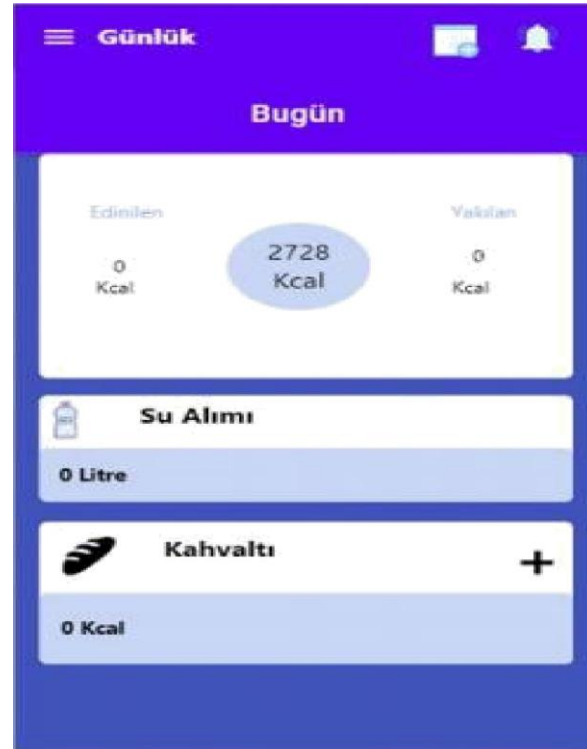 Günlük
Bugün
Edinilen
Yakılan
0
Kcal
2728
Kcal
0
Kcal
Su Alımı
0 Litre
Kahvaltı
0 Kcal